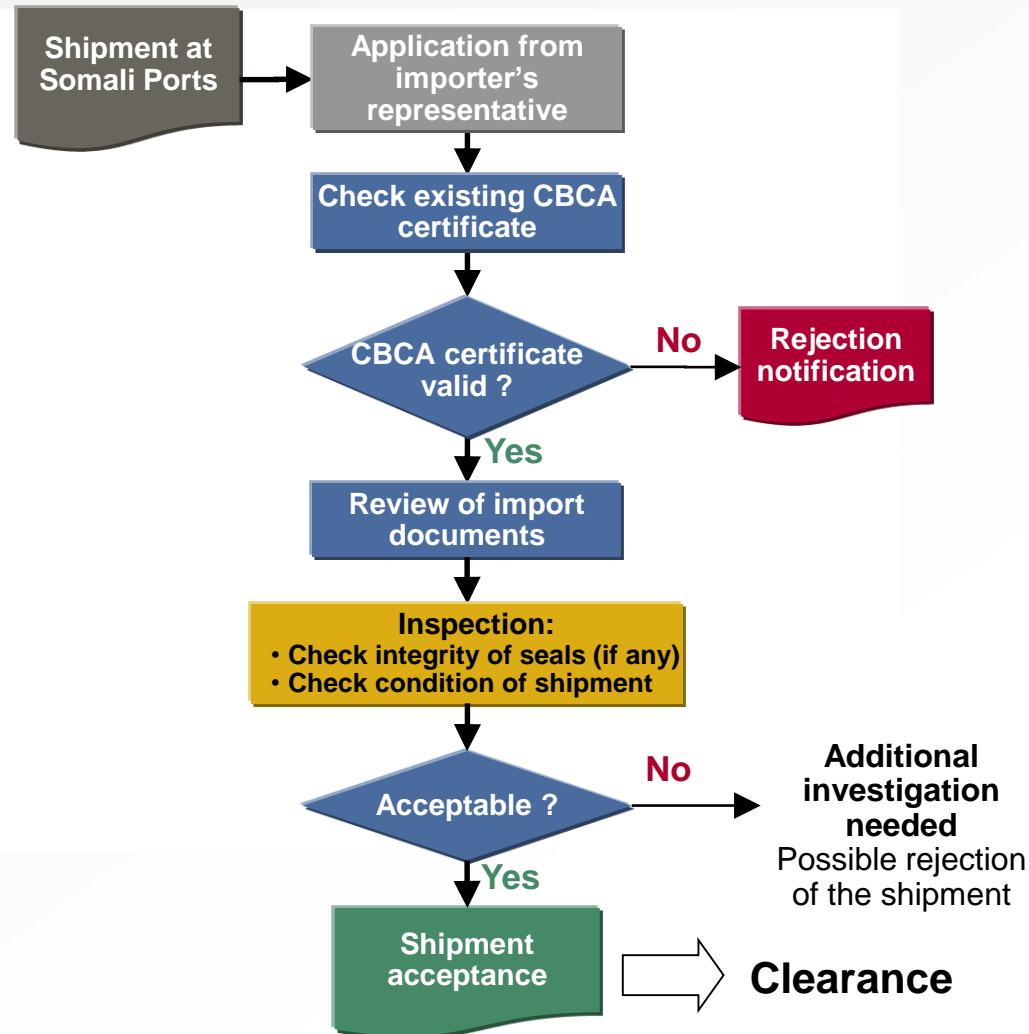 Shipment at
Somali Ports
Application from
importer’s
representative
Check existing CBCA
certificate
CBCA certificate
valid ?
No
Rejection
notification
Yes
Review of import
documents
Inspection:
• Check integrity of seals (if any)
• Check condition of shipment
Acceptable ?
No
Additional
investigation
needed
Possible rejection
of the shipment
Yes
Shipment
acceptance
Clearance